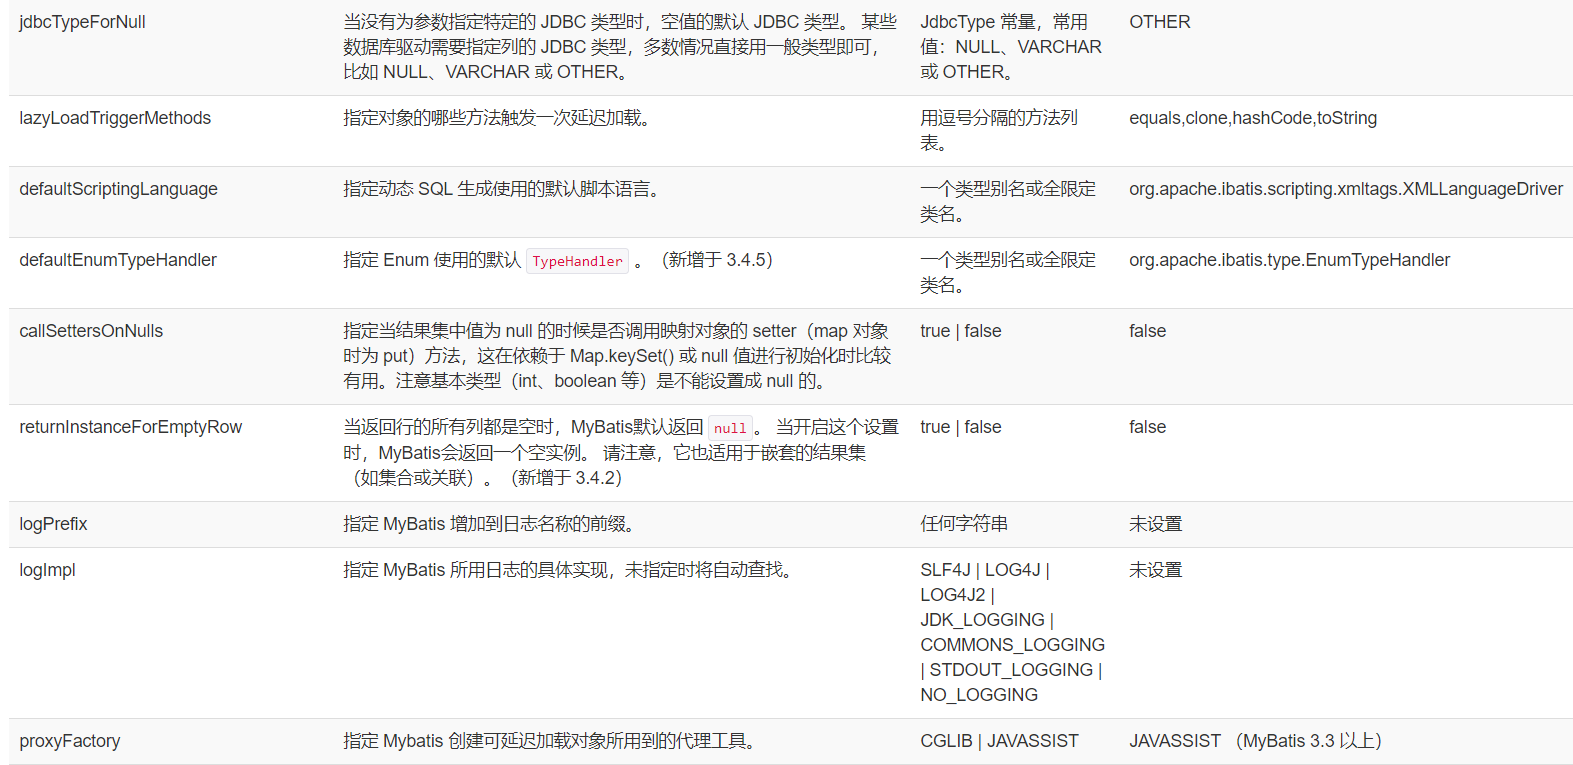 jdbcTypeForNull
当没有为参数指定特定的 JDBC 类型时，空值的默认 JDBC 类型。 某些
数据库驱动需要指定列的 JDBC 类型，多数情况直接用一般类型即可，
比如 NULL、VARCHAR 或 OTHER。
JdbcType 常量，常用
值：NULL、VARCHAR
或 OTHER。
OTHER
lazyLoadTriggerMethods
指定对象的哪些方法触发一次延迟加载。
用逗号分隔的方法列
表。
equals,clone,hashCode,toString
defaultScriptingLanguage
指定动态 SQL 生成使用的默认脚本语言。
一个类型别名或全限定
类名。
org.apache.ibatis.scripting.xmltags.XMLLanguageDriver
defaultEnumTypeHandler
指定 Enum 使用的默认 TypeHandler 。（新增于 3.4.5）
一个类型别名或全限定
类名。
org.apache.ibatis.type.EnumTypeHandler
callSettersOnNulls
指定当结果集中值为 null 的时候是否调用映射对象的 setter（map 对象
时为 put）方法，这在依赖于 Map.keySet() 或 null 值进行初始化时比较
有用。注意基本类型（int、boolean 等）是不能设置成 null 的。
true | false
false
returnInstanceForEmptyRow
当返回行的所有列都是空时，MyBatis默认返回 null 。 当开启这个设置
时，MyBatis会返回一个空实例。 请注意，它也适用于嵌套的结果集
（如集合或关联）。（新增于 3.4.2）
true | false
false
logPrefix
指定 MyBatis 增加到日志名称的前缀。
任何字符串
未设置
logImpl
指定 MyBatis 所用日志的具体实现，未指定时将自动查找。
SLF4J | LOG4J |
LOG4J2 |
JDK_LOGGING |
COMMONS_LOGGING
| STDOUT_LOGGING |
NO_LOGGING
未设置
proxyFactory
指定 Mybatis 创建可延迟加载对象所用到的代理工具。
CGLIB | JAVASSIST
JAVASSIST （MyBatis 3.3 以上）